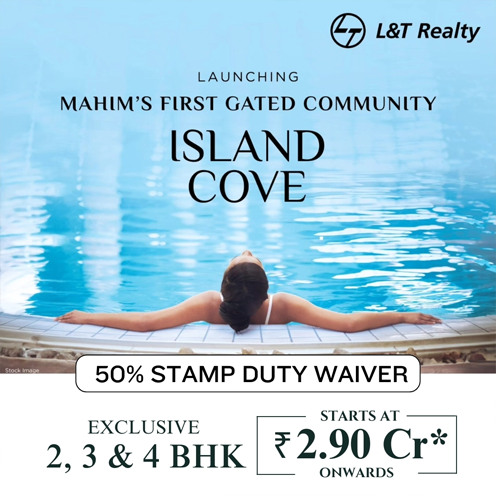 L&T Realty
LAUNCHING
MAHIM'S FIRST GATED COMMUNITY
ISLAND
COVE
Stock Image
50% STAMP DUTY WAIVER
EXCLUSIVE
2, 3 & 4 BHK
STARTS AT
₹ 2.90 Cr*
ONWARDS